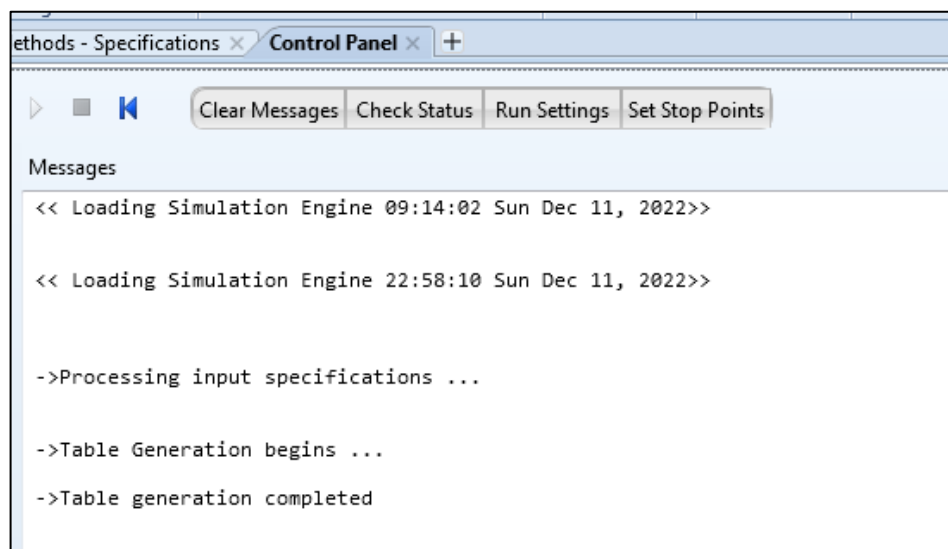 ethods - Specifications × Control Panel × +
Clear Messages Check Status Run Settings Set Stop Points
Messages
<< Loading Simulation Engine 09:14:02 Sun Dec 11, 2022>>
<< Loading Simulation Engine 22:58:10 Sun Dec 11, 2022>>
->Processing input specifications ...
->Table Generation begins ...
->Table generation completed